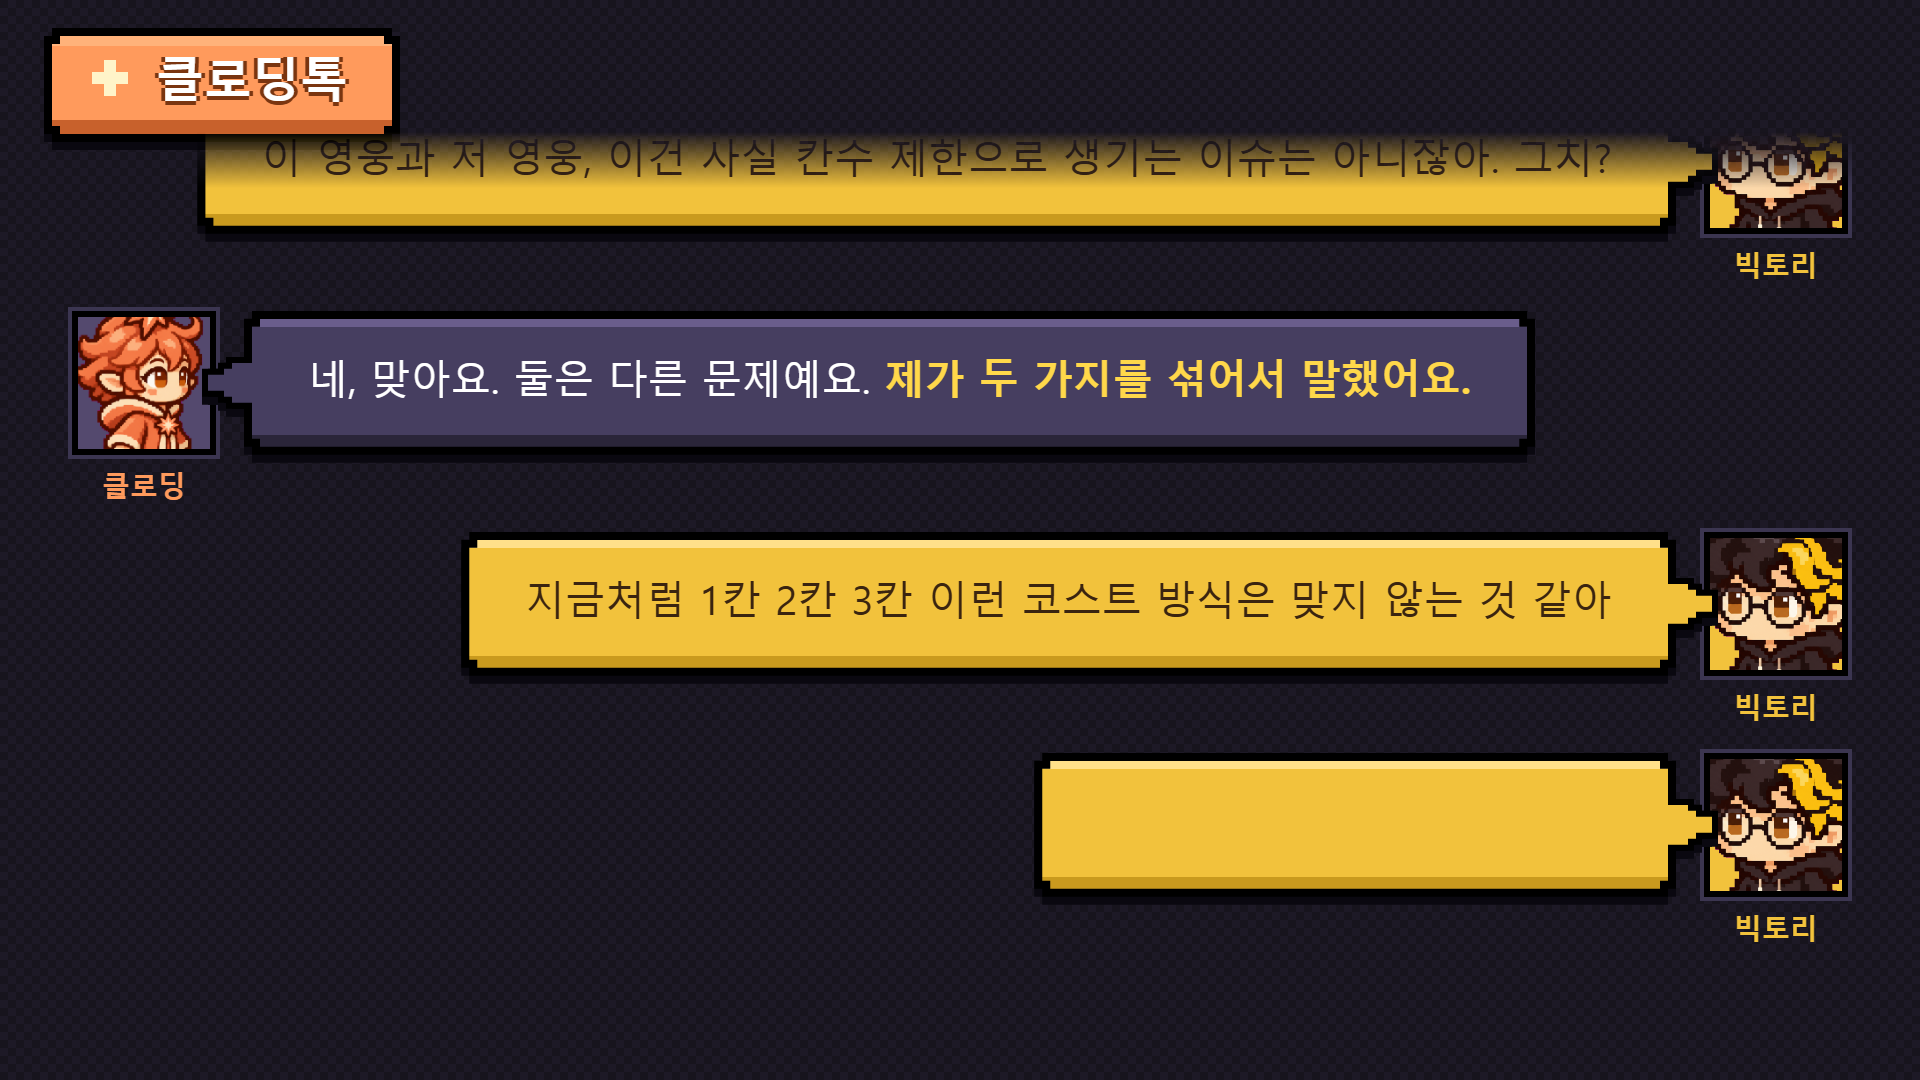 클로딩톡
이 영웅과 저 영웅, 이건 사실 칸수 제한으로 생기는 이슈는 아니잖아. 그치?
빅토리
네, 맞아요. 둘은 다른 문제예요. 제가 두 가지를 섞어서 말했어요.
클로딩
지금처럼 1칸 2칸 3칸 이런 코스트 방식은 맞지 않는 것 같아
빅토리
빅토리